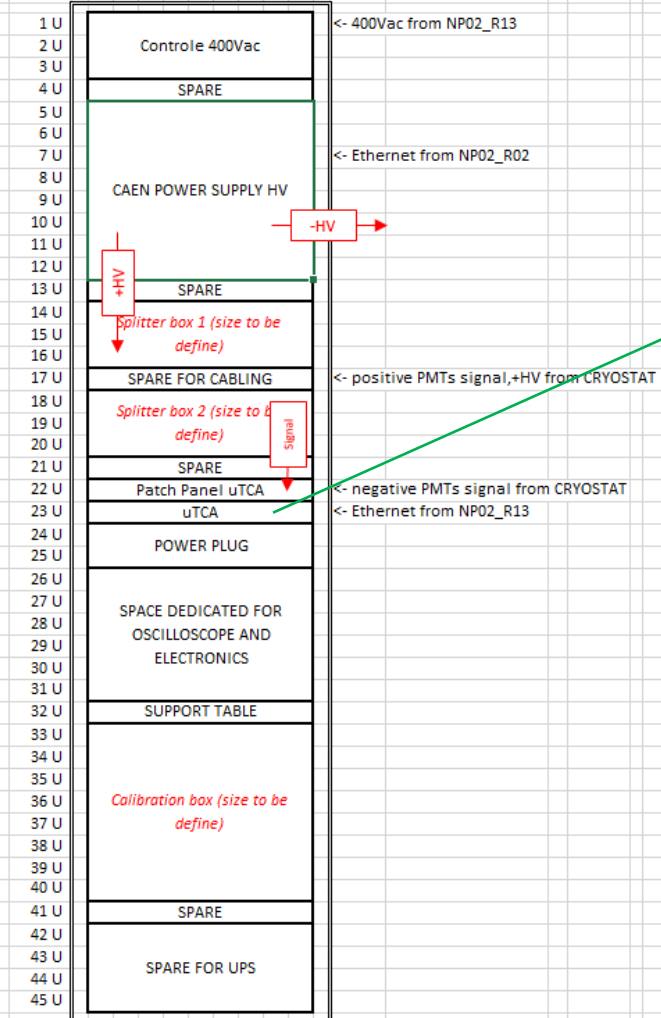 1 U
<- 400Vac from NP02_R13
2 U
Controle 400Vac
3 U
4 U
SPARE
5 U
6 U
7 U
<- Ethernet from NP02_R02
8 U
CAEN POWER SUPPLY HV
9 U
10 U
-HV
11 U
12 U
+HV
13 U
SPARE
14 U
Splitter box 1 (size to be
15 U
define)
16 U
17 U
SPARE FOR CABLING
<- positive PMTs signal,+HV from CRYOSTAT
18 U
Splitter box 2 (size to b
19 U
define)
Signal
20 U
21 U
SPARE
22 U
Patch Panel uTCA
<- negative PMTs signal from CRYOSTAT
23 U
uTCA
<- Ethernet from NP02_R13
24 U
POWER PLUG
25 U
26 U
27 U
SPACE DEDICATED FOR
28 U
OSCILLOSCOPE AND
29 U
ELECTRONICS
30 U
31 U
32 U
SUPPORT TABLE
33 U
34 U
35 U
36 U
Calibration box (size to be
37 U
define)
38 U
39 U
40 U
41 U
SPARE
42 U
43 U
SPARE FOR UPS
44 U
45 U